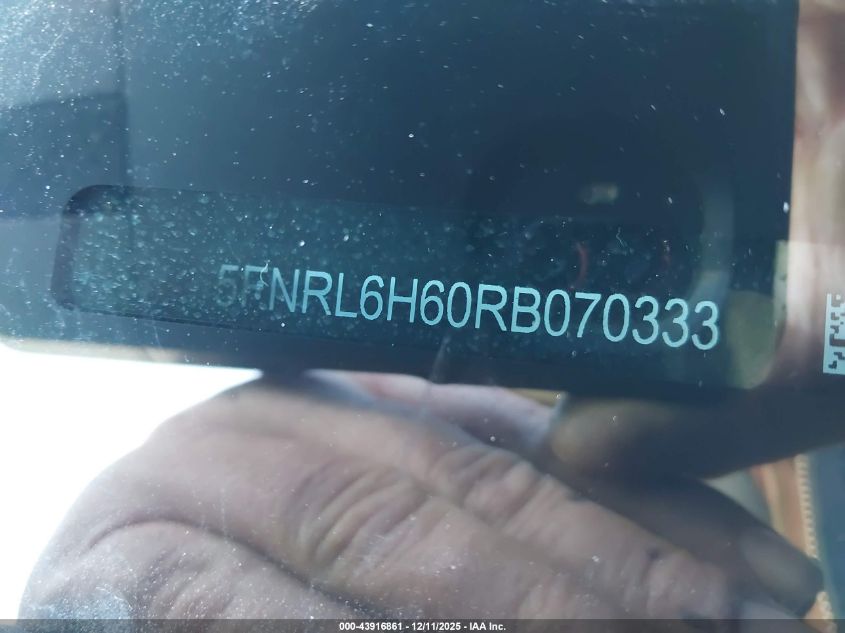 5FNRL6H60RB070333
000-43916861 | 12/11/2025 - IAA Inc.